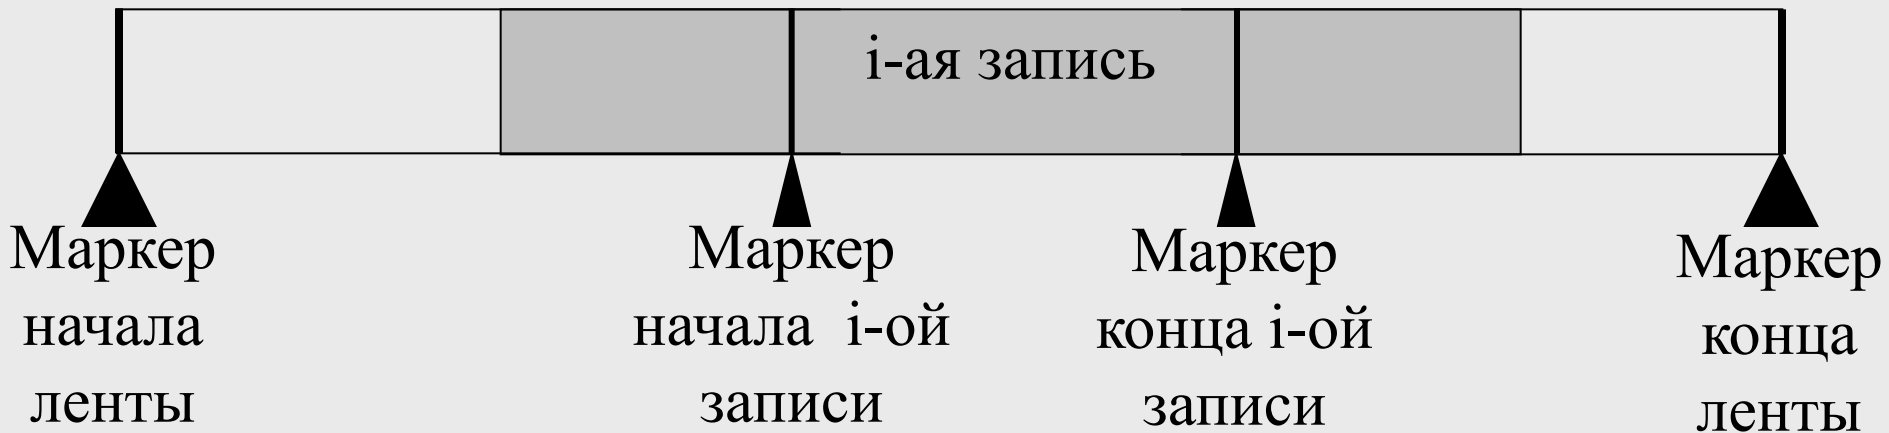 i-ая запись
Маркер
начала
ленты
Маркер
начала i-ой
записи
Маркер
конца i-ой
записи
Маркер
конца
ленты